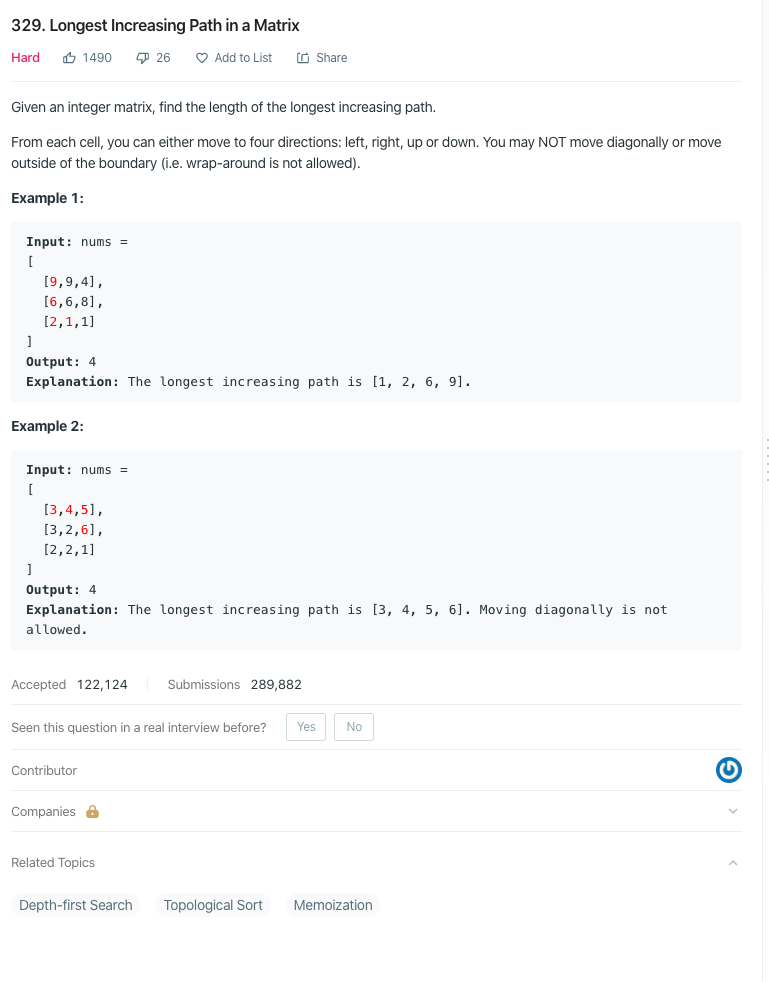 329. Longest Increasing Path in a Matrix
Hard 1490 26 Add to List Share
Given an integer matrix, find the length of the longest increasing path.
From each cell, you can either move to four directions: left, right, up or down. You may NOT move diagonally or move
outside of the boundary (i.e. wrap-around is not allowed).
Example 1:
Input: nums =
[
  [9,9,4],
  [6,6,8],
  [2,1,1]
]
Output: 4
Explanation: The longest increasing path is [1, 2, 6, 9].
Example 2:
Input: nums =
[
  [3,4,5],
  [3,2,6],
  [2,2,1]
]
Output: 4
Explanation: The longest increasing path is [3, 4, 5, 6]. Moving diagonally is not
allowed.
Accepted 122,124 Submissions 289,882
Seen this question in a real interview before? Yes No
Contributor
Companies
Related Topics
Depth-first Search Topological Sort Memoization